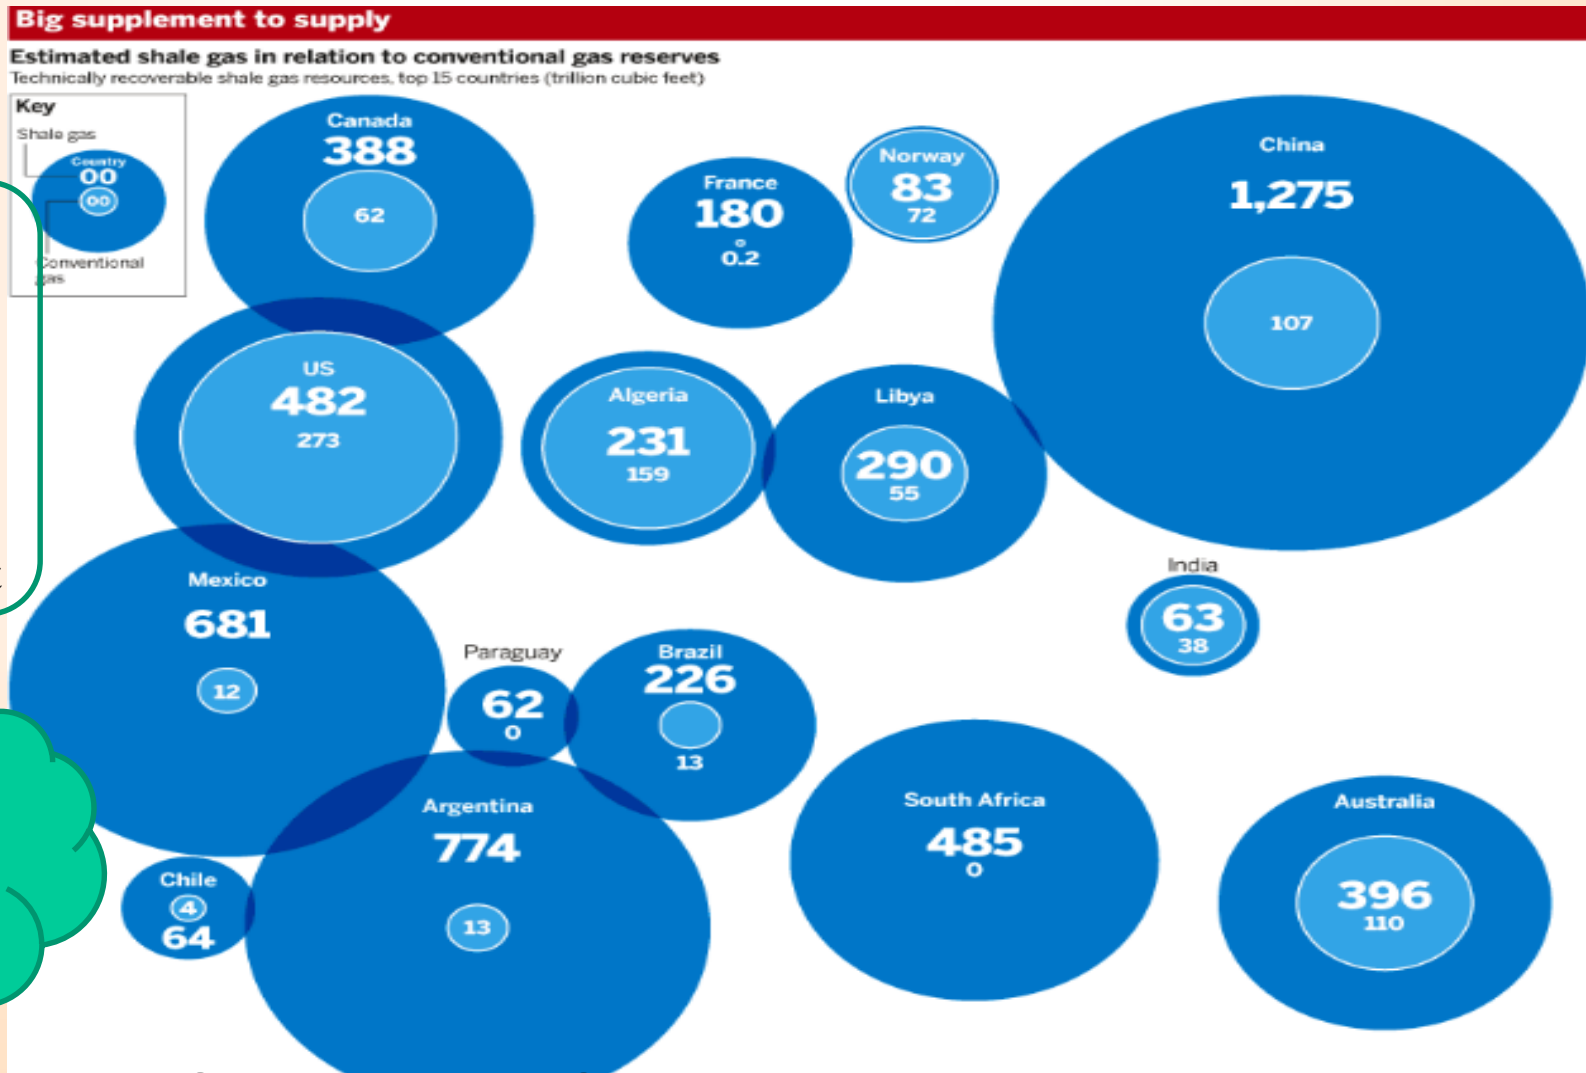 Big supplement to supply
Estimated shale gas in relation to conventional gas reserves
Technically recoverable shale gas resources, top 15 countries (trillion cubic feet)
Key
Shale gas
Country
00
00
Conventional
gas
Canada
388
62
France
180
0.2
Norway
83
72
China
1,275
107
US
482
273
Algeria
231
159
Libya
290
55
India
63
38
Mexico
681
12
Paraguay
62
0
Brazil
226
13
Argentina
774
13
South Africa
485
0
Australia
396
110
Chile
4
64